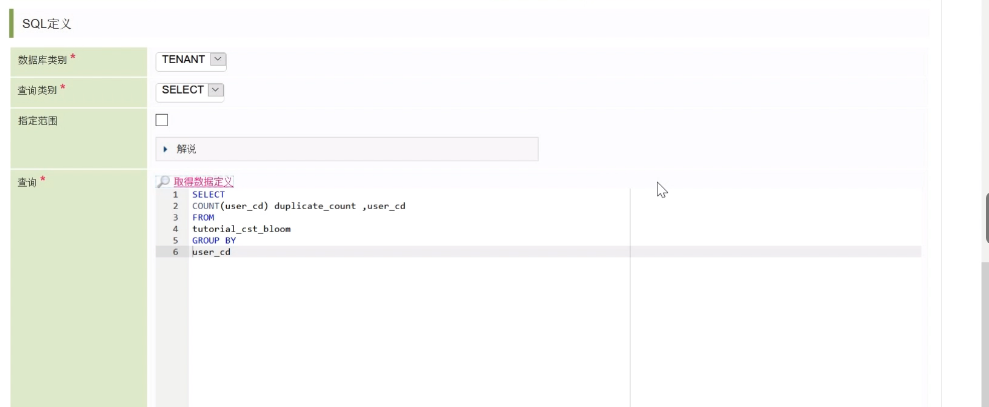 SQL定义
数据库类别 *
TENANT
查询类别 *
SELECT
指定范围
解说
查询 *
取得数据定义
1 SELECT
2 COUNT(user_cd) duplicate_count ,user_cd
3 FROM
4 tutorial_cst_bloom
5 GROUP BY
6 user_cd